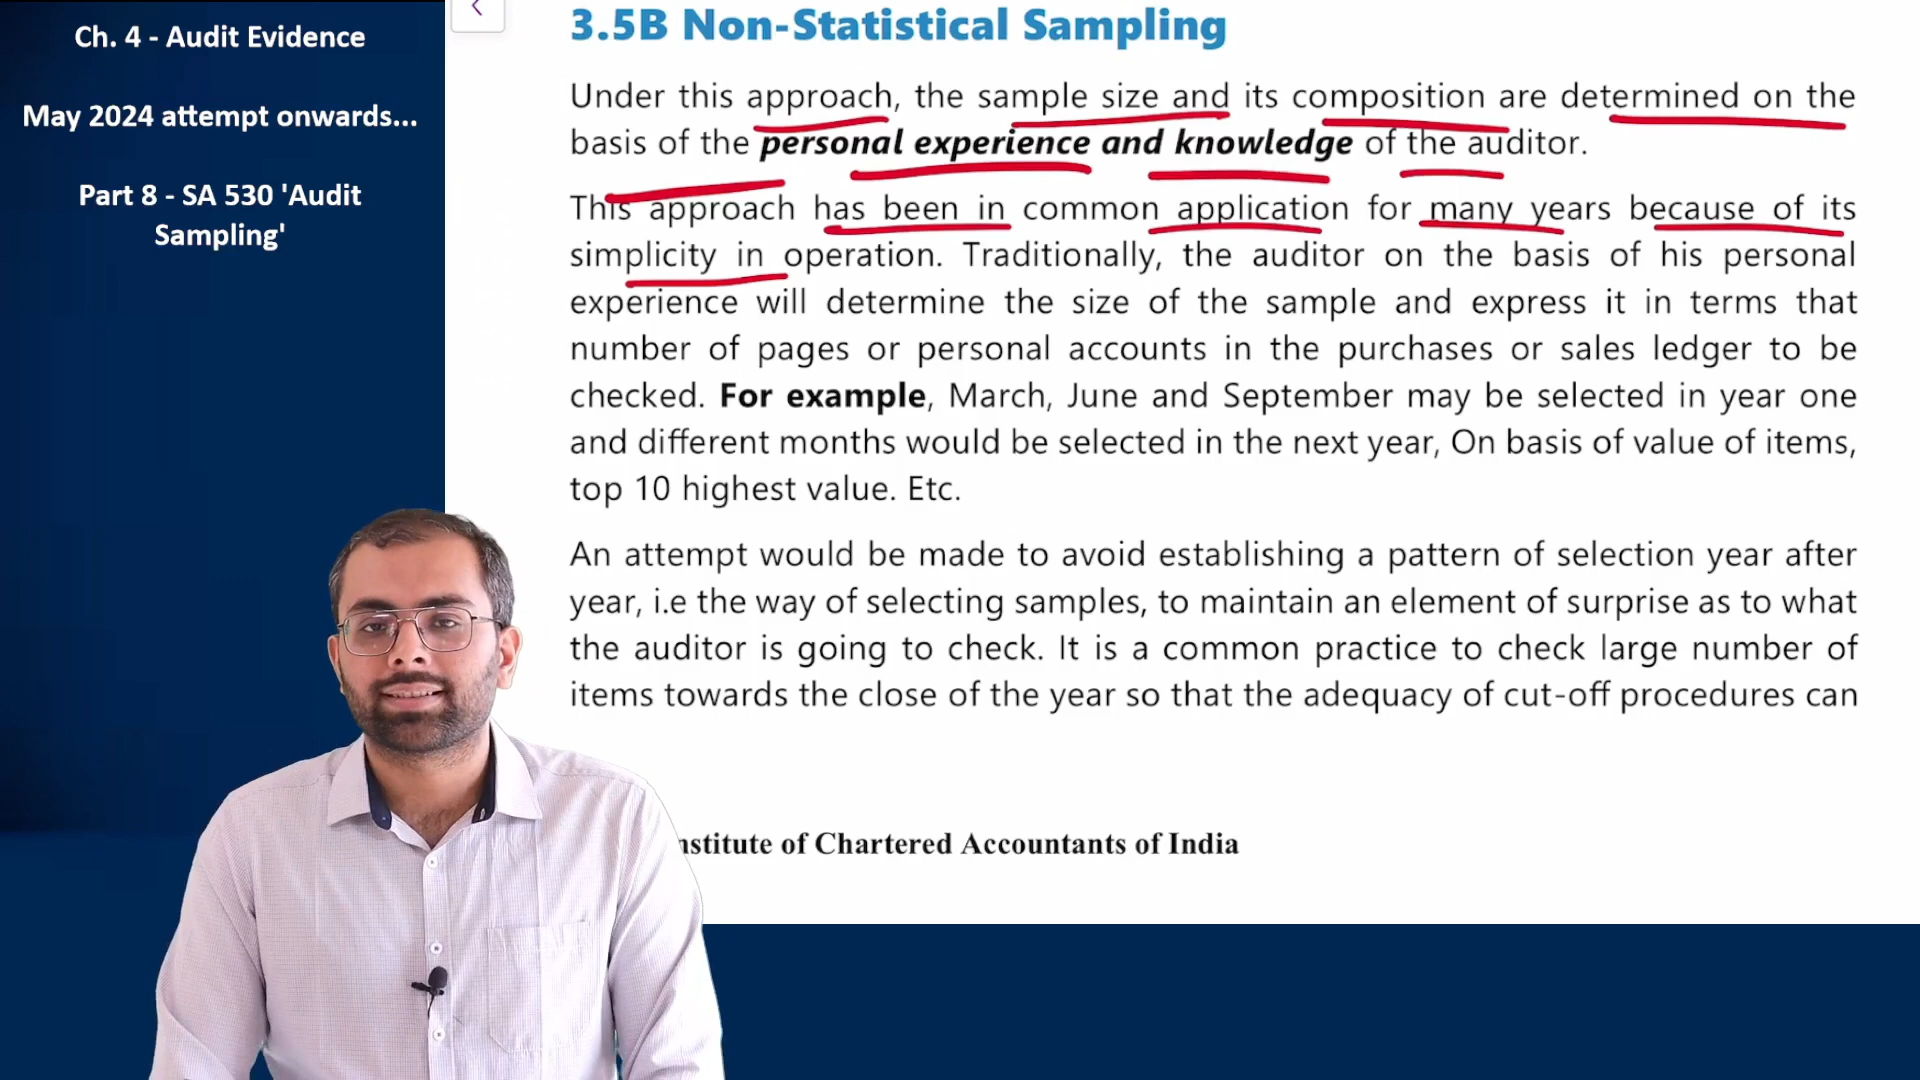 Ch. 4 - Audit Evidence
May 2024 attempt onwards...
Part 8 - SA 530 'Audit
Sampling'
3.5B Non-Statistical Sampling
Under this approach, the sample size and its composition are determined on the
basis of the personal experience and knowledge of the auditor.
This approach has been in common application for many years because of its
simplicity in operation. Traditionally, the auditor on the basis of his personal
experience will determine the size of the sample and express it in terms that
number of pages or personal accounts in the purchases or sales ledger to be
checked. For example, March, June and September may be selected in year one
and different months would be selected in the next year, On basis of value of items,
top 10 highest value. Etc.
An attempt would be made to avoid establishing a pattern of selection year after
year, i.e the way of selecting samples, to maintain an element of surprise as to what
the auditor is going to check. It is a common practice to check large number of
items towards the close of the year so that the adequacy of cut-off procedures can
nstitute of Chartered Accountants of India